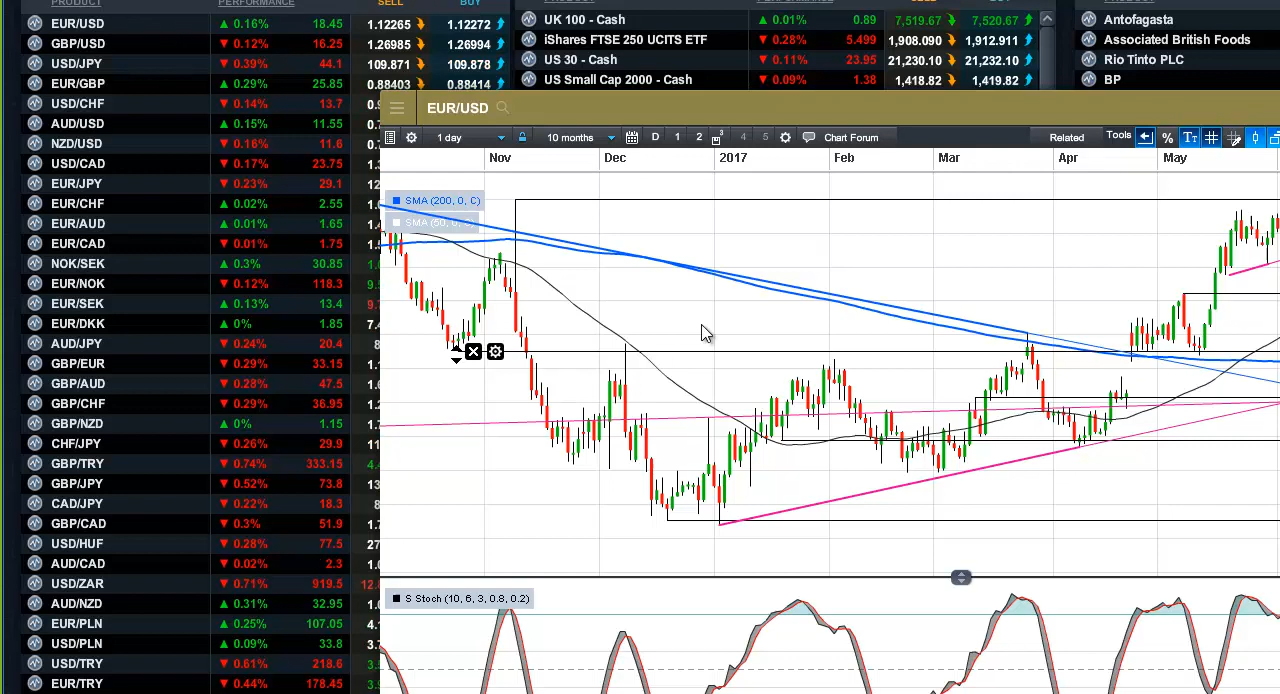 PRODUCT PERFORMANCE SELL BUY
EUR/USD ▲ 0.16% 18.45 1.12265 1.12272
GBP/USD ▼ 0.12% 16.25 1.26985 1.26994
USD/JPY ▼ 0.39% 44.1 109.871 109.878
EUR/GBP ▲ 0.29% 25.85 0.88403 0.88414
USD/CHF ▼ 0.14% 13.7
AUD/USD ▲ 0.15% 11.55
NZD/USD ▼ 0.16% 11.6
USD/CAD ▼ 0.17% 23.75
EUR/JPY ▼ 0.23% 29.1
EUR/CHF ▲ 0.02% 2.55
EUR/AUD ▲ 0.01% 1.65
EUR/CAD ▼ 0.01% 1.75
NOK/SEK ▲ 0.3% 30.85
EUR/NOK ▼ 0.12% 118.3
EUR/SEK ▲ 0.13% 13.4
EUR/DKK ▲ 0% 1.85
AUD/JPY ▼ 0.24% 20.4
GBP/EUR ▼ 0.29% 33.15
GBP/AUD ▼ 0.28% 47.5
GBP/CHF ▼ 0.29% 36.95
GBP/NZD ▲ 0% 1.15
CHF/JPY ▼ 0.26% 29.9
GBP/TRY ▼ 0.74% 333.15
GBP/JPY ▼ 0.52% 73.8
CAD/JPY ▼ 0.22% 18.3
GBP/CAD ▼ 0.3% 51.9
USD/HUF ▼ 0.28% 77.5
AUD/CAD ▼ 0.02% 2.3
USD/ZAR ▼ 0.71% 919.5
AUD/NZD ▲ 0.31% 32.95
EUR/PLN ▲ 0.25% 107.05
USD/PLN ▲ 0.09% 33.8
USD/TRY ▼ 0.61% 218.6
EUR/TRY ▼ 0.44% 178.45
UK 100 - Cash ▲ 0.01% 0.89 7,519.67 7,520.67
iShares FTSE 250 UCITS ETF ▼ 0.28% 5.499 1,908.090 1,912.911
US 30 - Cash ▼ 0.11% 23.95 21,230.10 21,232.10
US Small Cap 2000 - Cash ▼ 0.09% 1.38 1,418.82 1,419.82
Antofagasta
Associated British Foods
Rio Tinto PLC
BP
EUR/USD
1 day 10 months D 1 2 3 4 5 Chart Forum Related Tools % Tт
Nov Dec 2017 Feb Mar Apr May
SMA (200, 0, C)
SMA (50, 0, C)
S Stoch (10, 6, 3, 0.8, 0.2)